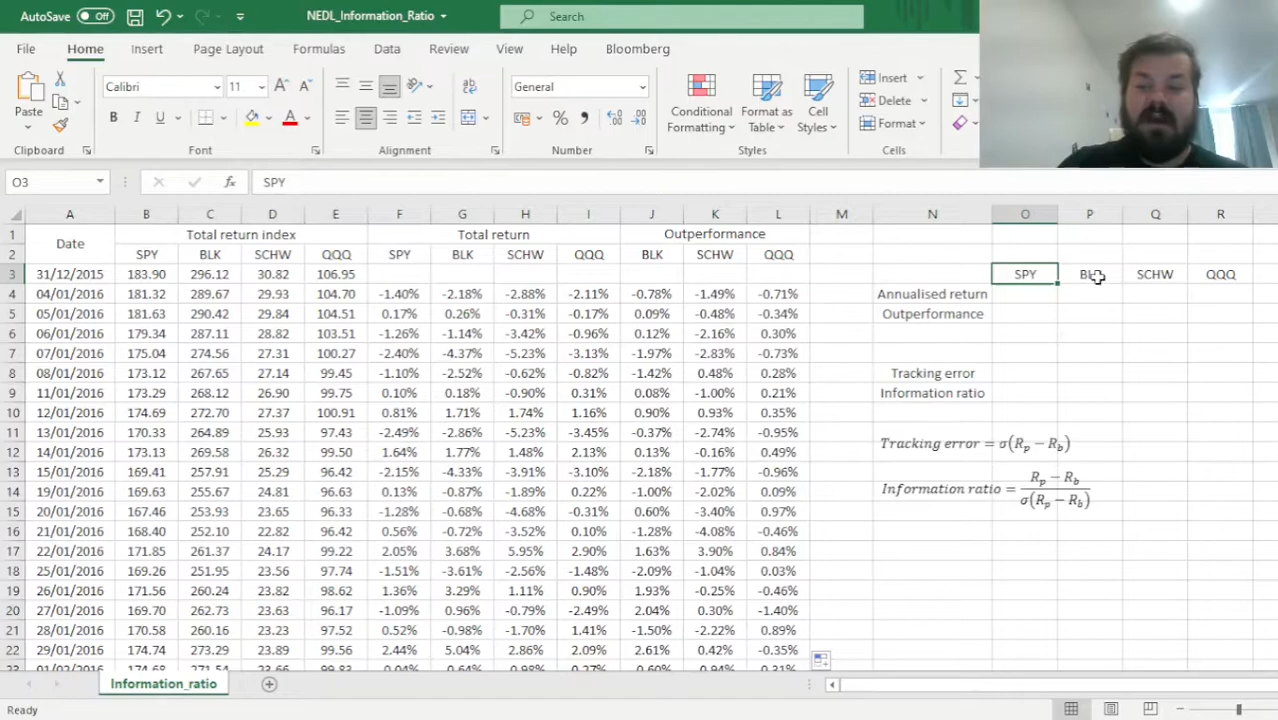 AutoSave Off NEDL_Information_Ratio Search
File Home Insert Page Layout Formulas Data Review View Help Bloomberg
Calibri 11 General Insert
Paste Conditional Formatting Format as Table Cell Styles Delete
Format
Clipboard Font Alignment Number Styles Cells
O3 SPY
A B C D E F G H I J K L M N O P Q R
1 Date Total return index Total return Outperformance
2 SPY BLK SCHW QQQ SPY BLK SCHW QQQ BLK SCHW QQQ
3 31/12/2015 183.90 296.12 30.82 106.95 SPY SCHW QQQ
4 04/01/2016 181.32 289.67 29.93 104.70 -1.40% -2.18% -2.88% -2.11% -0.78% -1.49% -0.71% Annualised return
5 05/01/2016 181.63 290.42 29.84 104.51 0.17% 0.26% -0.31% -0.17% 0.09% -0.48% -0.34% Outperformance
6 06/01/2016 179.34 287.11 28.82 103.51 -1.26% -1.14% -3.42% -0.96% 0.12% -2.16% 0.30%
7 07/01/2016 175.04 274.56 27.31 100.27 -2.40% -4.37% -5.23% -3.13% -1.97% -2.83% -0.73%
8 08/01/2016 173.12 267.65 27.14 99.45 -1.10% -2.52% -0.62% -0.82% -1.42% 0.48% 0.28% Tracking error
9 11/01/2016 173.29 268.12 26.90 99.75 0.10% 0.18% -0.90% 0.31% 0.08% -1.00% 0.21% Information ratio
10 12/01/2016 174.69 272.70 27.37 100.91 0.81% 1.71% 1.74% 1.16% 0.90% 0.93% 0.35%
11 13/01/2016 170.33 264.89 25.93 97.43 -2.49% -2.86% -5.23% -3.45% -0.37% -2.74% -0.95% Tracking error = σ(Rp − Rb)
12 14/01/2016 173.13 269.58 26.32 99.50 1.64% 1.77% 1.48% 2.13% 0.13% -0.16% 0.49%
13 15/01/2016 169.41 257.91 25.29 96.42 -2.15% -4.33% -3.91% -3.10% -2.18% -1.77% -0.96% Rp − Rb
14 19/01/2016 169.63 255.67 24.81 96.63 0.13% -0.87% -1.89% 0.22% -1.00% -2.02% 0.09% Information ratio =
15 20/01/2016 167.46 253.93 23.65 96.33 -1.28% -0.68% -4.68% -0.31% 0.60% -3.40% 0.97% σ(Rp − Rb)
16 21/01/2016 168.40 252.10 22.82 96.42 0.56% -0.72% -3.52% 0.10% -1.28% -4.08% -0.46%
17 22/01/2016 171.85 261.37 24.17 99.22 2.05% 3.68% 5.95% 2.90% 1.63% 3.90% 0.84%
18 25/01/2016 169.26 251.95 23.56 97.74 -1.51% -3.61% -2.56% -1.48% -2.09% -1.04% 0.03%
19 26/01/2016 171.56 260.24 23.82 98.62 1.36% 3.29% 1.11% 0.90% 1.93% -0.25% -0.46%
20 27/01/2016 169.70 262.73 23.63 96.17 -1.09% 0.96% -0.79% -2.49% 2.04% 0.30% -1.40%
21 28/01/2016 170.58 260.16 23.23 97.52 0.52% -0.98% -1.70% 1.41% -1.50% -2.22% 0.89%
22 29/01/2016 174.74 273.29 23.89 99.56 2.44% 5.04% 2.86% 2.09% 2.61% 0.42% -0.35%
Information_ratio
Ready